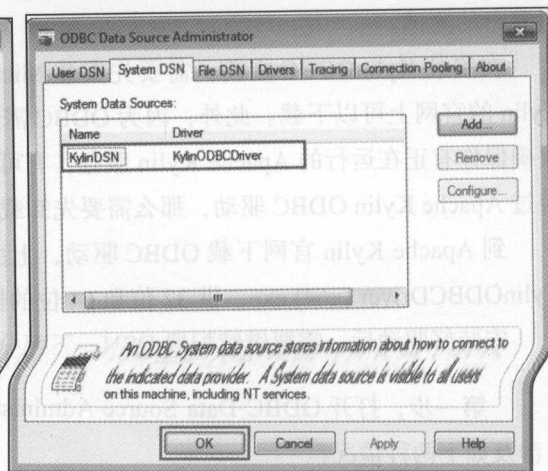 ODBC Data Source Administrator
User DSN System DSN File DSN Drivers Tracing Connection Pooling About
System Data Sources:
Name Driver
KylinDSN KylinODBCDriver
Add...
Remove
Configure...
An ODBC System data source stores information about how to connect to
the indicated data provider. A System data source is visible to all users
on this machine, including NT services.
OK Cancel Apply Help